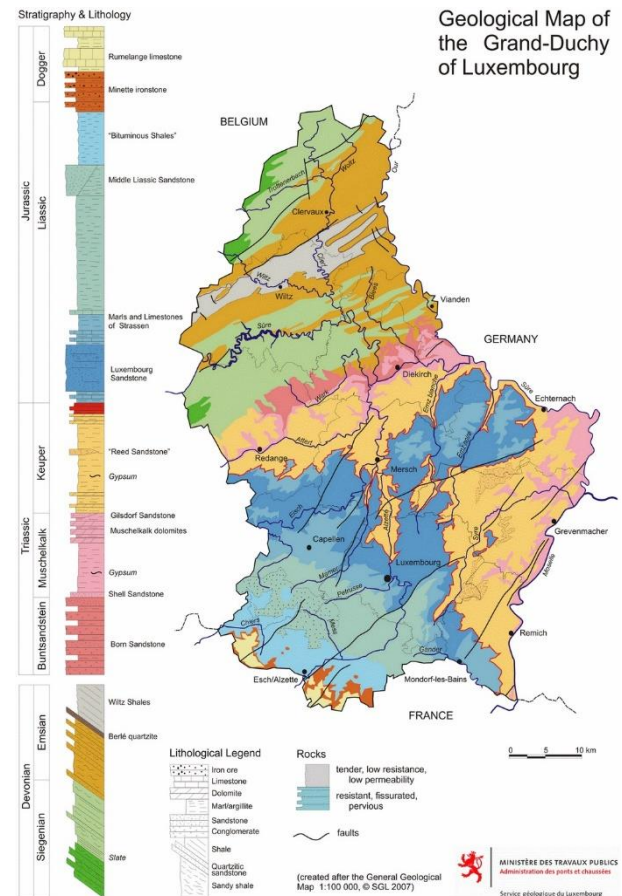 Stratigraphy & Lithology
Geological Map of
the Grand-Duchy
of Luxembourg
Jurassic
Dogger
Liassic
Triassic
Keuper
Muschelkalk
Buntsandstein
Devonian
Emsian
Siegenian
Rumelange limestone
Minette ironstone
"Bituminous Shales"
Middle Liassic Sandstone
Marls and Limestones
of Strassen
Luxembourg
Sandstone
"Reed Sandstone"
Gypsum
Gilsdorf Sandstone
Muschelkalk dolomites
Gypsum
Shell Sandstone
Born Sandstone
Wiltz Shales
Berlé quartzite
Slate
BELGIUM
GERMANY
FRANCE
Woltz
Our
Clervaux
Clerf
Wiltz
Wiltz
Blees
Vianden
Sûre
Diekirch
Wark
Ernz blanche
Sûre
Echternach
Attert
Redange
Mersch
Eisch
Alzette
Capellen
Mamer
Luxembourg
Petrusse
Syre
Grevenmacher
Moselle
Chiers
Mess
Remich
Gander
Esch/Alzette
Mondorf-les-Bains
0 5 10 km
Lithological Legend
Iron ore
Limestone
Dolomite
Marl/argillite
Sandstone
Conglomerate
Shale
Quartzitic
sandstone
Sandy shale
Rocks
tender, low resistance,
low permeability
resistant, fissurated,
pervious
faults
(created after the General Geological
Map 1:100 000, © SGL 2007)
MINISTÈRE DES TRAVAUX PUBLICS
Administration des ponts et chaussées
Service géologique du Luxembourg